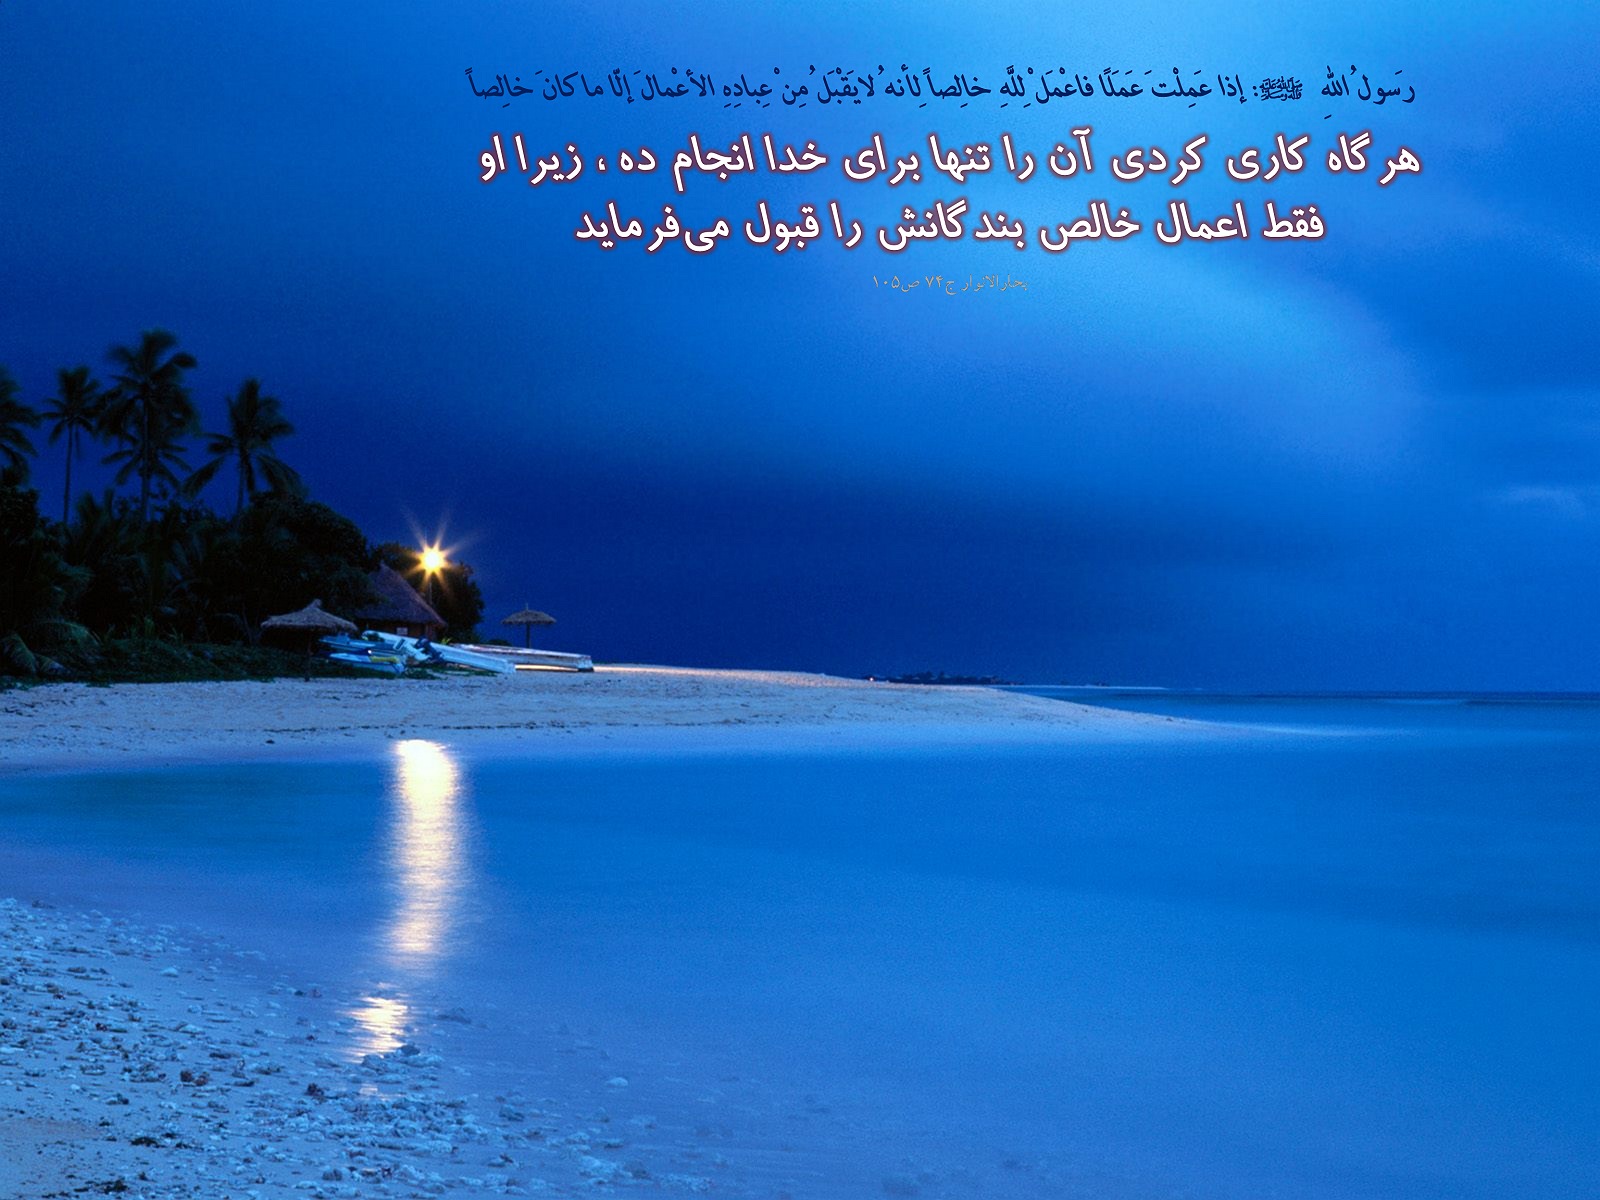 رَسولُ اللهِ ﷺ: إذا عَمِلْتَ عَمَلًا فاعْمَلْ لِلَّهِ خالِصاً لِأنهُ لايَقْبَلُ مِنْ عِبادِهِ الأعْمالَ إلّا ما كانَ خالِصاً
هر گاه کاری کردی آن را تنها برای خدا انجام ده ، زیرا او
فقط اعمال خالص بندگانش را قبول می‌فرماید
بحارالانوار ج۷۴ ص۱۰۵